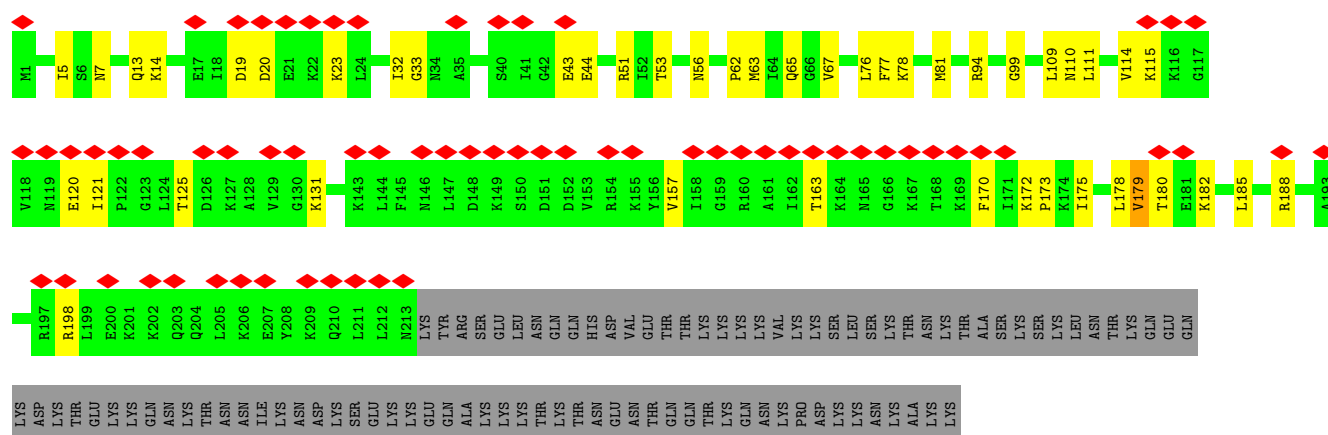 M1 I5 S6 N7 Q13 K14 E17 I18 D19 D20 E21 K22 K23 L24 I32 G33 N34 A35 S40 I41 G42 E43 E44 R51 I52 T53 N56 P62 M63 I64 Q65 G66 V67 L76 F77 K78 M81 R94 G99 L109 N110 L111 V114 K115 K116 G117
V118 N119 E120 I121 P122 G123 L124 T125 D126 K127 A128 V129 G130 K131 K143 L144 F145 N146 L147 D148 K149 S150 D151 D152 V153 R154 K155 Y156 V157 I158 G159 R160 A161 I162 T163 K164 N165 G166 K167 T168 K169 F170 I171 K172 P173 K174 I175 L178 V179 T180 E181 K182 L185 R188 A193
R197 R198 L199 E200 K201 K202 Q203 Q204 L205 K206 E207 Y208 K209 Q210 L211 L212 N213 LYS TYR ARG SER GLU LEU ASN GLN GLN HIS ASP VAL GLU THR THR LYS LYS LYS LYS VAL LYS LYS SER LEU SER LYS THR ASN LYS THR ALA SER LYS SER LYS LEU ASN THR LYS GLN GLU GLN
LYS ASP LYS THR GLU LYS LYS GLN ASN LYS THR ASN ASN ILE LYS ASN ASP LYS SER GLU LYS LYS GLU GLN ALA LYS LYS LYS THR LYS THR ASN GLU ASN THR GLN GLN THR LYS GLN ASN LYS PRO ASP LYS LYS ASN LYS ALA LYS LYS